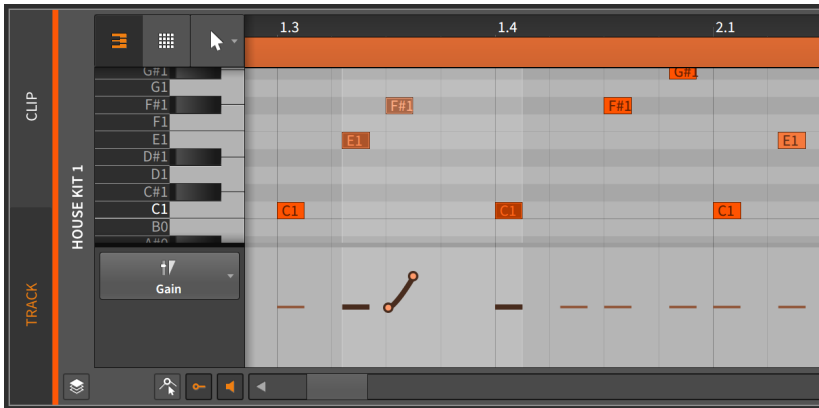 1.3 1.4 2.1
CLIP
TRACK
HOUSE KIT 1
G#1
G1
F#1
F1
E1
D#1
D1
C#1
C1
B0
A#0
G#1
F#1 F#1
E1 E1
C1 C1 C1
Gain